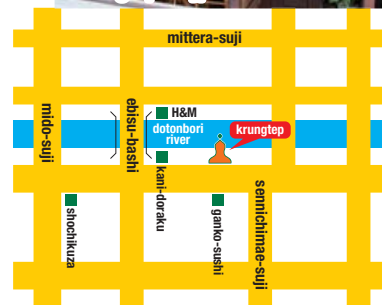 mittera-suji
mido-suji
ebisu-bashi
H&M
dotonbori
river
krungtep
kani-doraku
shochikuza
ganko-sushi
sennichimae-suji